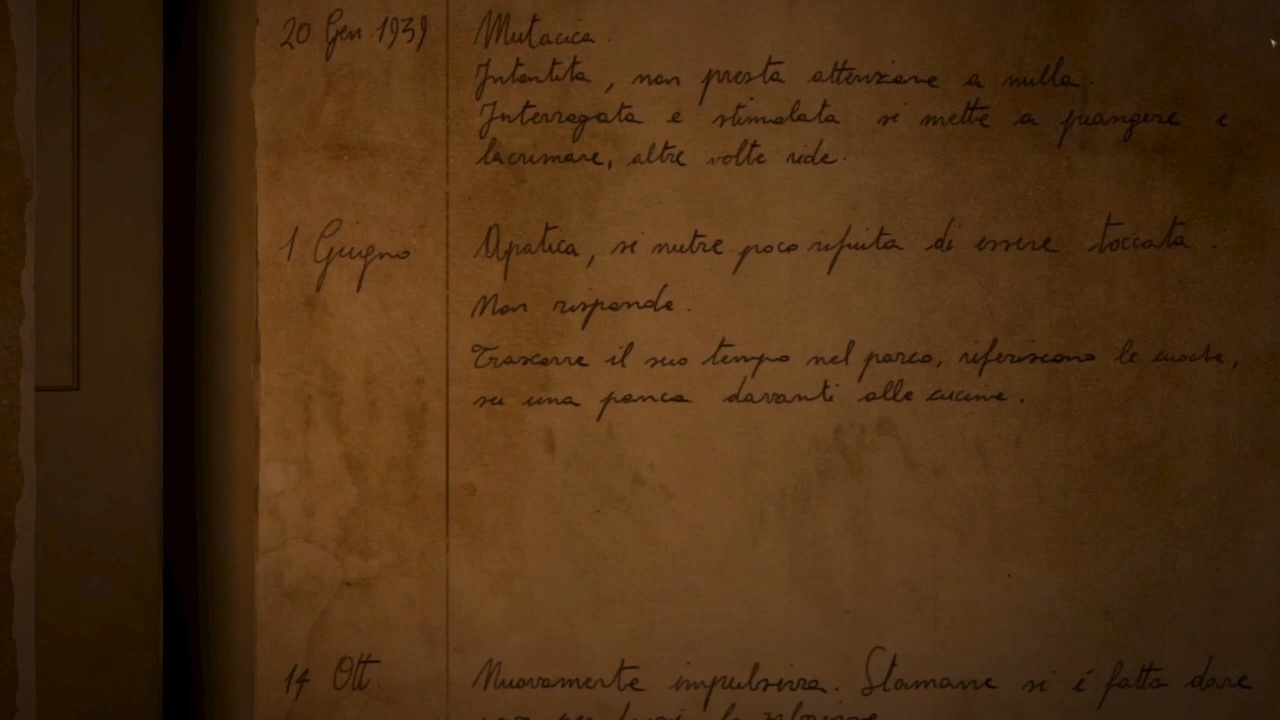 20 Gen 1939 Mutacica.
Intontita, non presta attenzione a nulla.
Interrogata e stimolata si mette a piangere e
lacrimare, altre volte ride.
1 Giugno Apatica, si nutre poco rifiuta di essere toccata.
Non risponde.
Trascorre il suo tempo nel parco, riferiscono le cuoche,
su una panca davanti alle cucine.
14 Ott. Nuovamente impulsiva. Stamane si é fatta dare